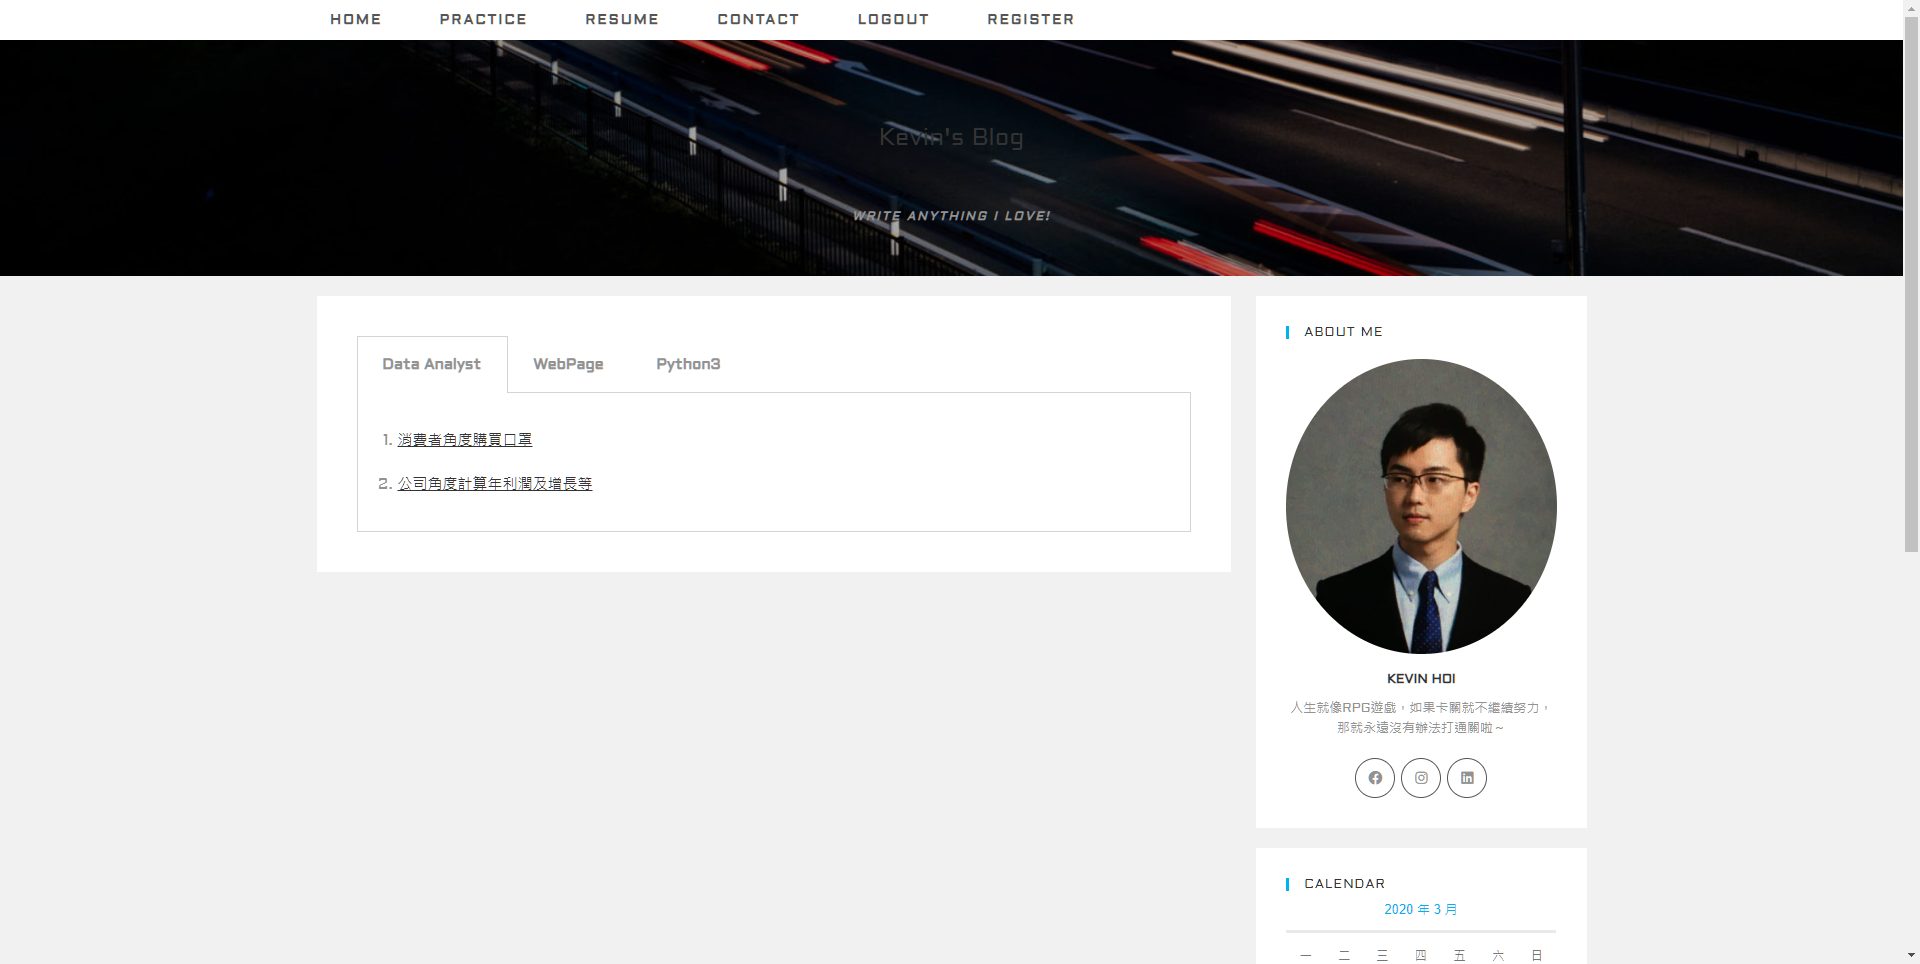 HOME PRACTICE RESUME CONTACT LOGOUT REGISTER
Kevin's Blog
WRITE ANYTHING I LOVE!
Data Analyst WebPage Python3
1. 消費者角度購買口罩
2. 公司角度計算年利潤及增長等
ABOUT ME
KEVIN HOI
人生就像RPG遊戲，如果卡關就不繼續努力，
那就永遠沒有辦法打通關啦～
CALENDAR
2020 年 3 月
一 二 三 四 五 六 日